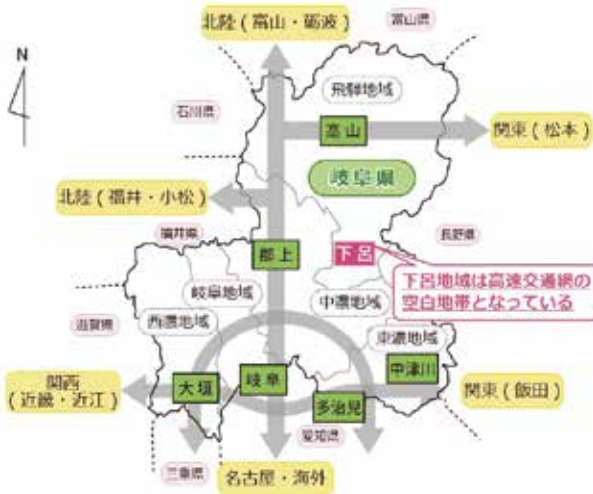 北陸(富山・砺波)
富山県
N
飛騨地域
石川県
高山
関東(松本)
岐阜県
北陸(福井・小松)
福井県
郡上
下呂
長野県
下呂地域は高速交通網の
空白地帯となっている
岐阜地域
中濃地域
西濃地域
滋賀県
東濃地域
中津川
関西
(近畿・近江)
大垣
岐阜
多治見
関東(飯田)
愛知県
三重県
名古屋・海外